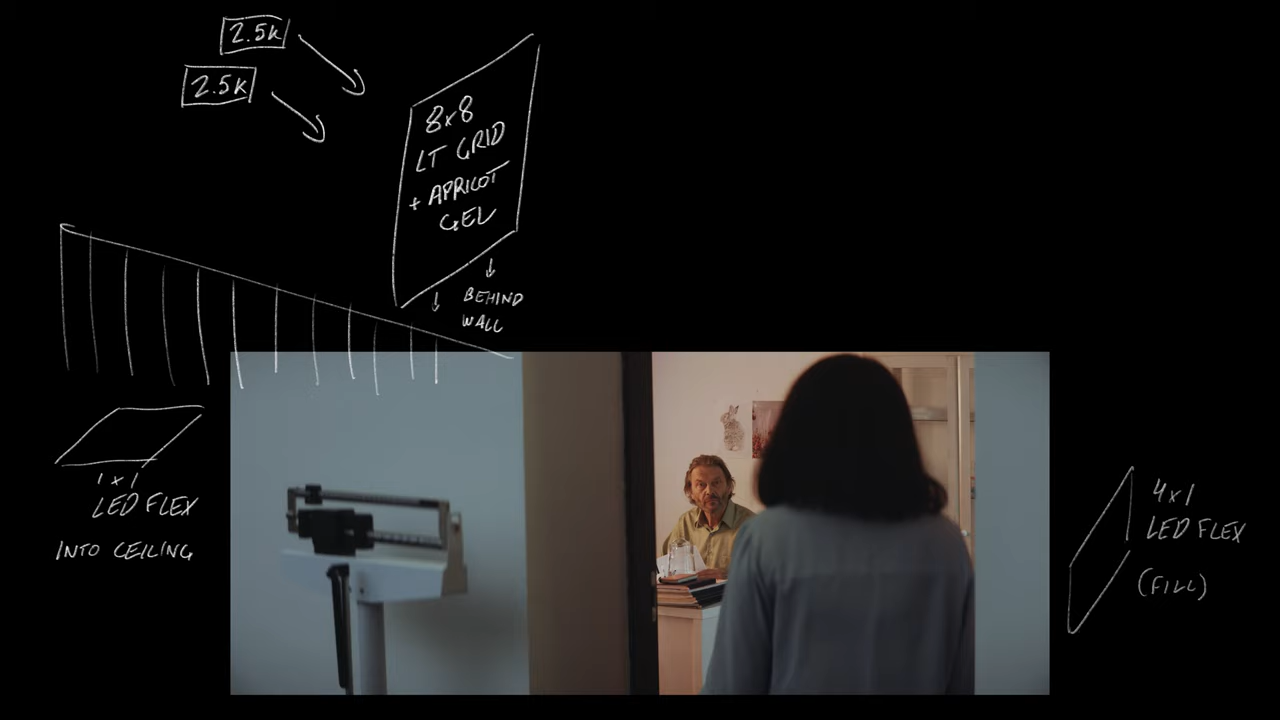 2.5K
2.5K
8x8
LT GRID
+ APRICOT
GEL
BEHIND
WALL
1x1
LED FLEX
INTO CEILING
4x1
LED FLEX
(FILL)